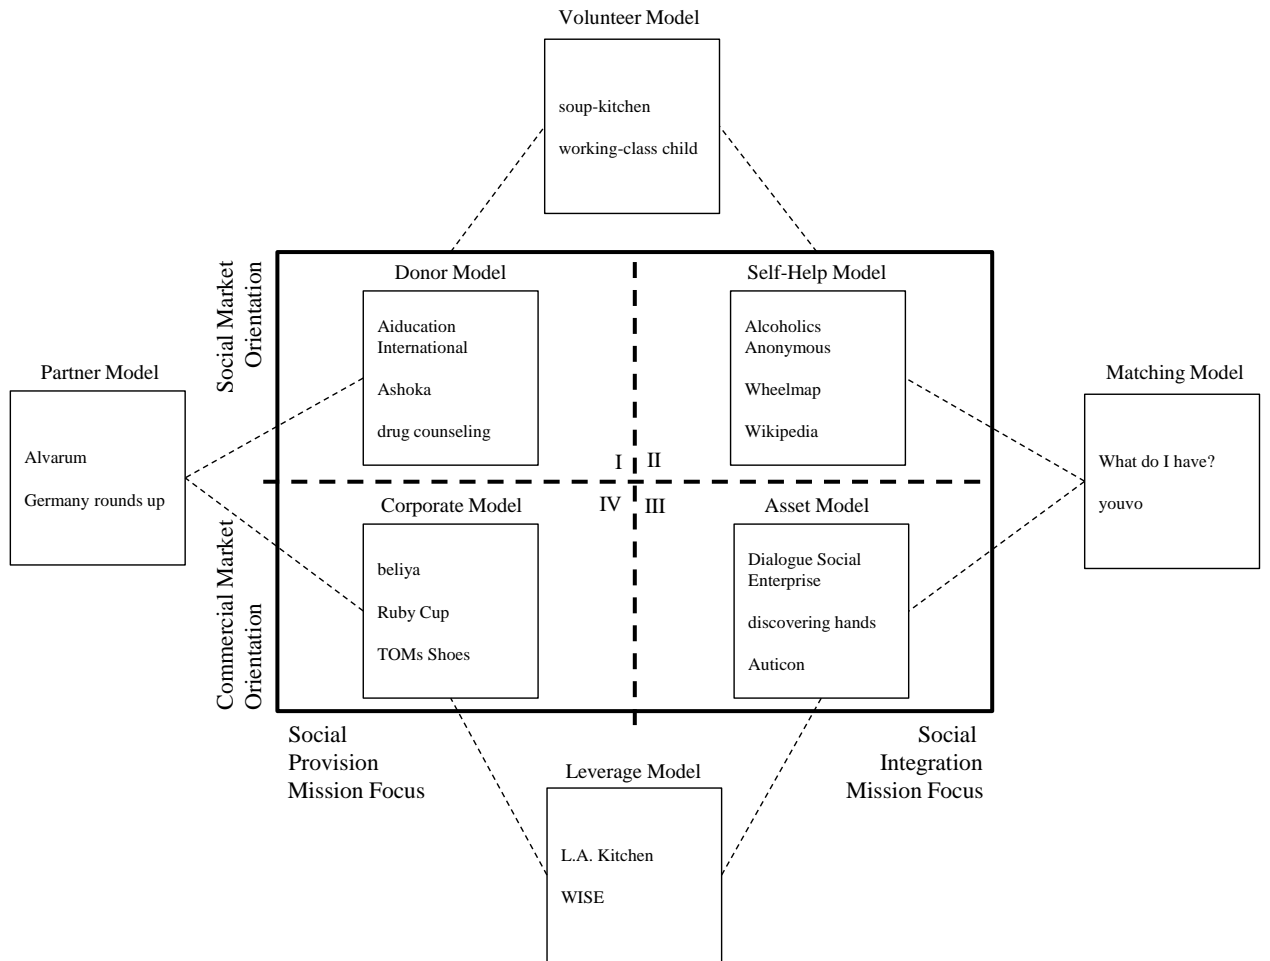 Volunteer Model
soup-kitchen
working-class child
Social Market
Orientation
Donor Model
Aiducation
International
Ashoka
drug counseling
I
Self-Help Model
Alcoholics
Anonymous
Wheelmap
Wikipedia
II
Partner Model
Alvarum
Germany rounds up
Matching Model
What do I have?
youvo
Commercial Market
Orientation
IV
Corporate Model
beliya
Ruby Cup
TOMs Shoes
III
Asset Model
Dialogue Social
Enterprise
discovering hands
Auticon
Social
Provision
Mission Focus
Social
Integration
Mission Focus
Leverage Model
L.A. Kitchen
WISE